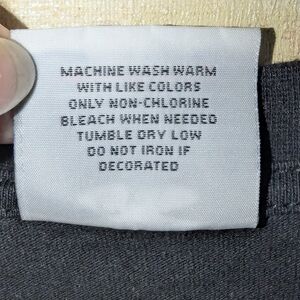 MACHINE WASH WARM
WITH LIKE COLORS
ONLY NON-CHLORINE
BLEACH WHEN NEEDED
TUMBLE DRY LOW
DO NOT IRON IF
DECORATED